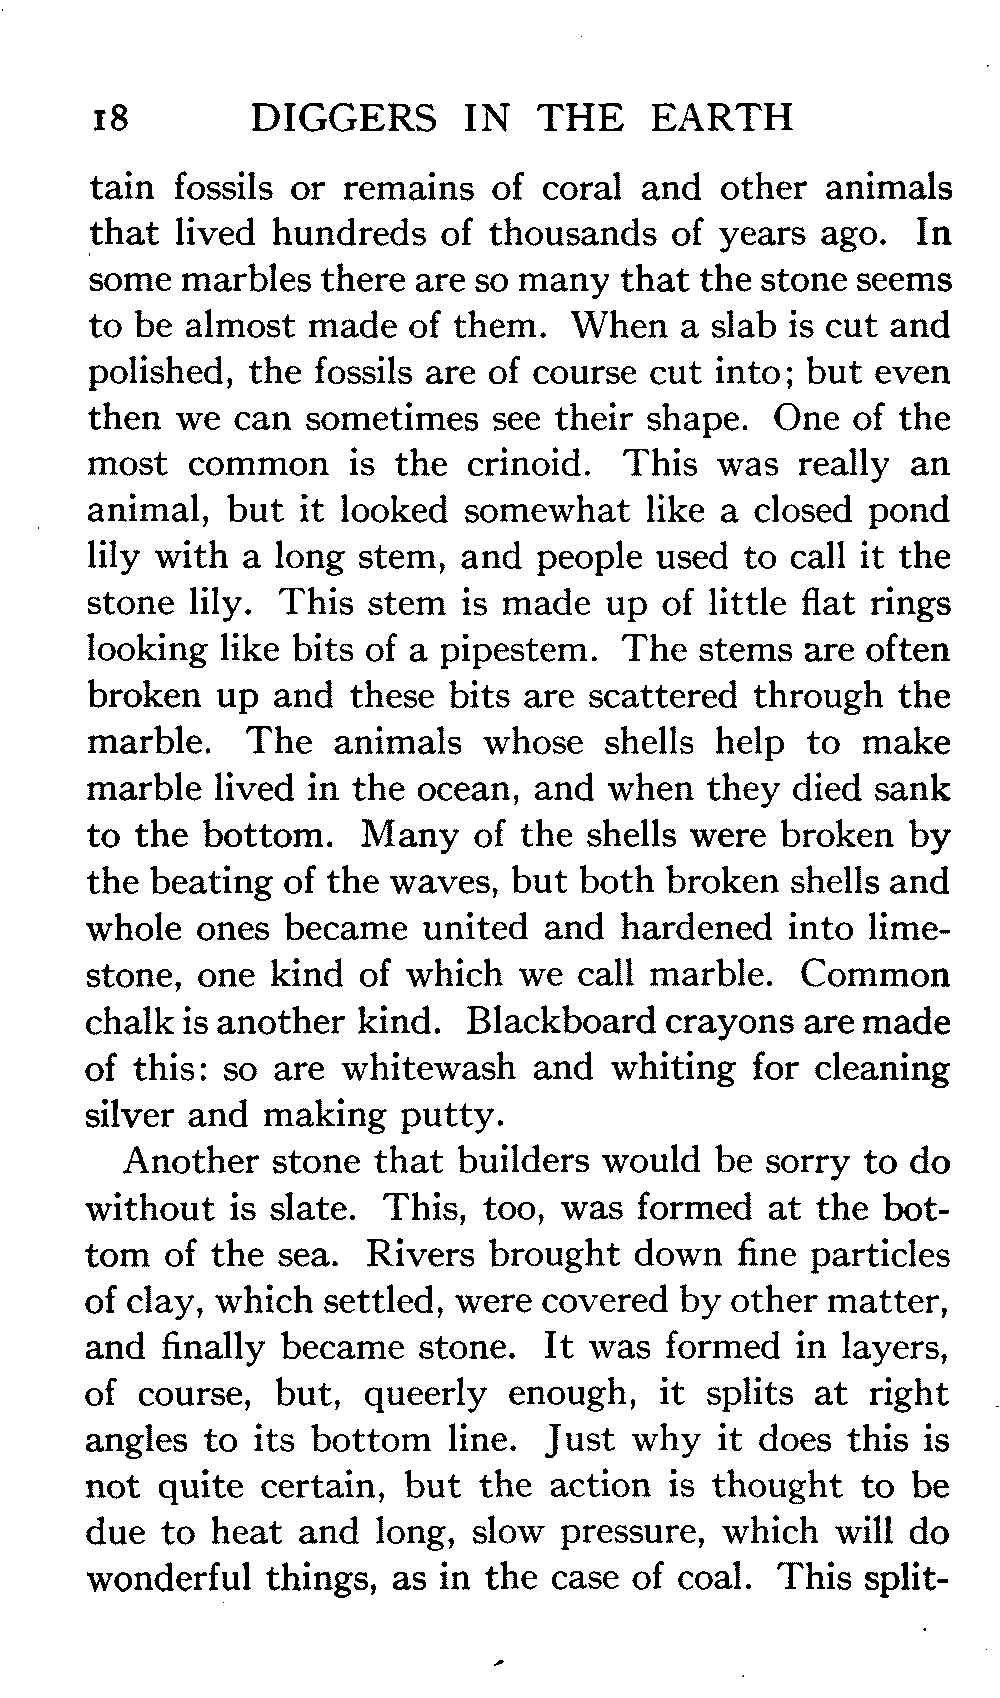 18 DIGGERS IN THE EARTH
tain fossils or remains of coral and other animals
that lived hundreds of thousands of years ago. In
some marbles there are so many that the stone seems
to be almost made of them. When a slab is cut and
polished, the fossils are of course cut into; but even
then we can sometimes see their shape. One of the
most common is the crinoid. This was really an
animal, but it looked somewhat like a closed pond
lily with a long stem, and people used to call it the
stone lily. This stem is made up of little flat rings
looking like bits of a pipestem. The stems are often
broken up and these bits are scattered through the
marble. The animals whose shells help to make
marble lived in the ocean, and when they died sank
to the bottom. Many of the shells were broken by
the beating of the waves, but both broken shells and
whole ones became united and hardened into lime-
stone, one kind of which we call marble. Common
chalk is another kind. Blackboard crayons are made
of this: so are whitewash and whiting for cleaning
silver and making putty.
Another stone that builders would be sorry to do
without is slate. This, too, was formed at the bot-
tom of the sea. Rivers brought down fine particles
of clay, which settled, were covered by other matter,
and finally became stone. It was formed in layers,
of course, but, queerly enough, it splits at right
angles to its bottom line. Just why it does this is
not quite certain, but the action is thought to be
due to heat and long, slow pressure, which will do
wonderful things, as in the case of coal. This split-